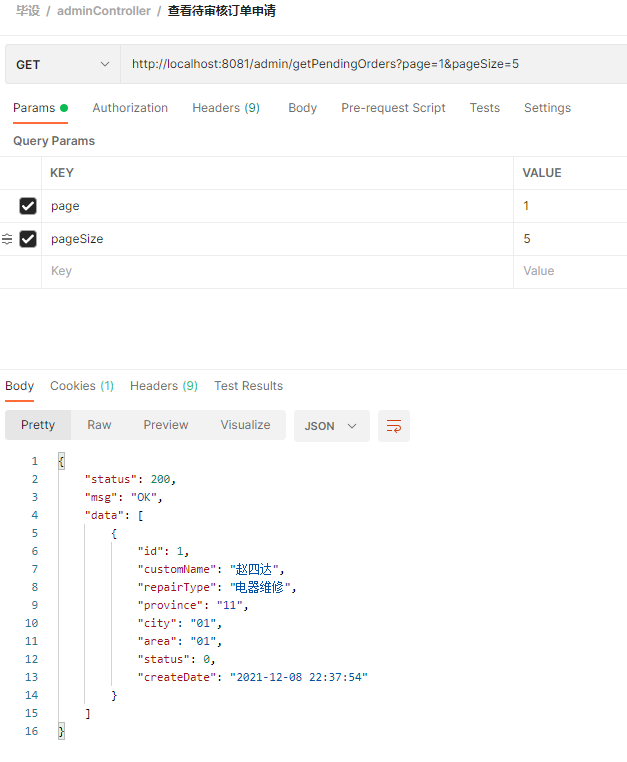 毕设 / adminController / 查看待审核订单申请
GET http://localhost:8081/admin/getPendingOrders?page=1&pageSize=5
Params Authorization Headers (9) Body Pre-request Script Tests Settings
Query Params
KEY VALUE
page 1
pageSize 5
Key Value
Body Cookies (1) Headers (9) Test Results
Pretty Raw Preview Visualize JSON
1 {
2 "status": 200,
3 "msg": "OK",
4 "data": [
5 {
6 "id": 1,
7 "customName": "赵四达",
8 "repairType": "电器维修",
9 "province": "11",
10 "city": "01",
11 "area": "01",
12 "status": 0,
13 "createDate": "2021-12-08 22:37:54"
14 }
15 ]
16 }